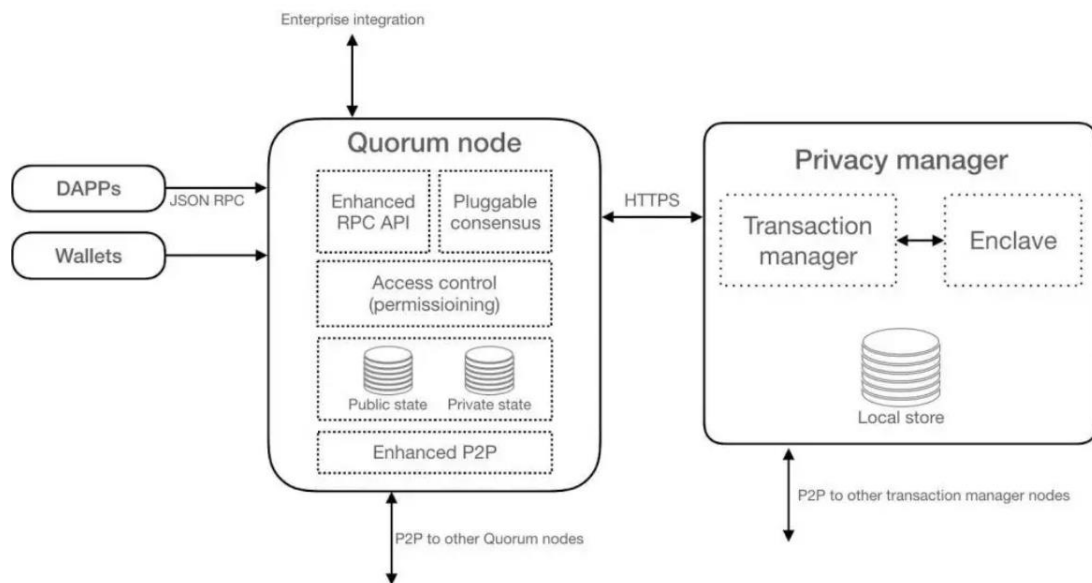 Enterprise integration
Quorum node
DAPPs
JSON RPC
Wallets
Enhanced
RPC API
Pluggable
consensus
Access control
(permissioining)
Public state
Private state
Enhanced P2P
P2P to other Quorum nodes
HTTPS
Privacy manager
Transaction
manager
Enclave
Local store
P2P to other transaction manager nodes